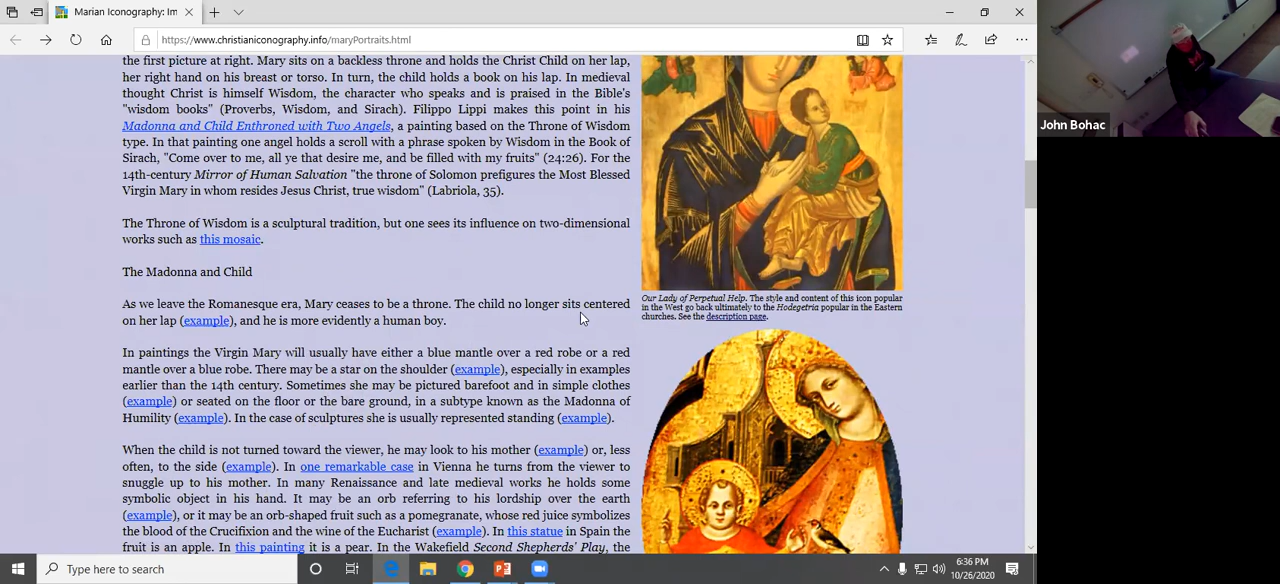 Marian Iconography: Im
https://www.christianiconography.info/maryPortraits.html
the first picture at right. Mary sits on a backless throne and holds the Christ Child on her lap,
her right hand on his breast or torso. In turn, the child holds a book on his lap. In medieval
thought Christ is himself Wisdom, the character who speaks and is praised in the Bible's
"wisdom books" (Proverbs, Wisdom, and Sirach). Filippo Lippi makes this point in his
Madonna and Child Enthroned with Two Angels, a painting based on the Throne of Wisdom
type. In that painting one angel holds a scroll with a phrase spoken by Wisdom in the Book of
Sirach, "Come over to me, all ye that desire me, and be filled with my fruits" (24:26). For the
14th-century Mirror of Human Salvation "the throne of Solomon prefigures the Most Blessed
Virgin Mary in whom resides Jesus Christ, true wisdom" (Labriola, 35).
The Throne of Wisdom is a sculptural tradition, but one sees its influence on two-dimensional
works such as this mosaic.
The Madonna and Child
As we leave the Romanesque era, Mary ceases to be a throne. The child no longer sits centered
on her lap (example), and he is more evidently a human boy.
In paintings the Virgin Mary will usually have either a blue mantle over a red robe or a red
mantle over a blue robe. There may be a star on the shoulder (example), especially in examples
earlier than the 14th century. Sometimes she may be pictured barefoot and in simple clothes
(example) or seated on the floor or the bare ground, in a subtype known as the Madonna of
Humility (example). In the case of sculptures she is usually represented standing (example).
When the child is not turned toward the viewer, he may look to his mother (example) or, less
often, to the side (example). In one remarkable case in Vienna he turns from the viewer to
snuggle up to his mother. In many Renaissance and late medieval works he holds some
symbolic object in his hand. It may be an orb referring to his lordship over the earth
(example), or it may be an orb-shaped fruit such as a pomegranate, whose red juice symbolizes
the blood of the Crucifixion and the wine of the Eucharist (example). In this statue in Spain the
fruit is an apple. In this painting it is a pear. In the Wakefield Second Shepherds' Play, the
Our Lady of Perpetual Help. The style and content of this icon popular
in the West go back ultimately to the Hodegetria popular in the Eastern
churches. See the description page.
John Bohac
Type here to search
6:36 PM
10/26/2020